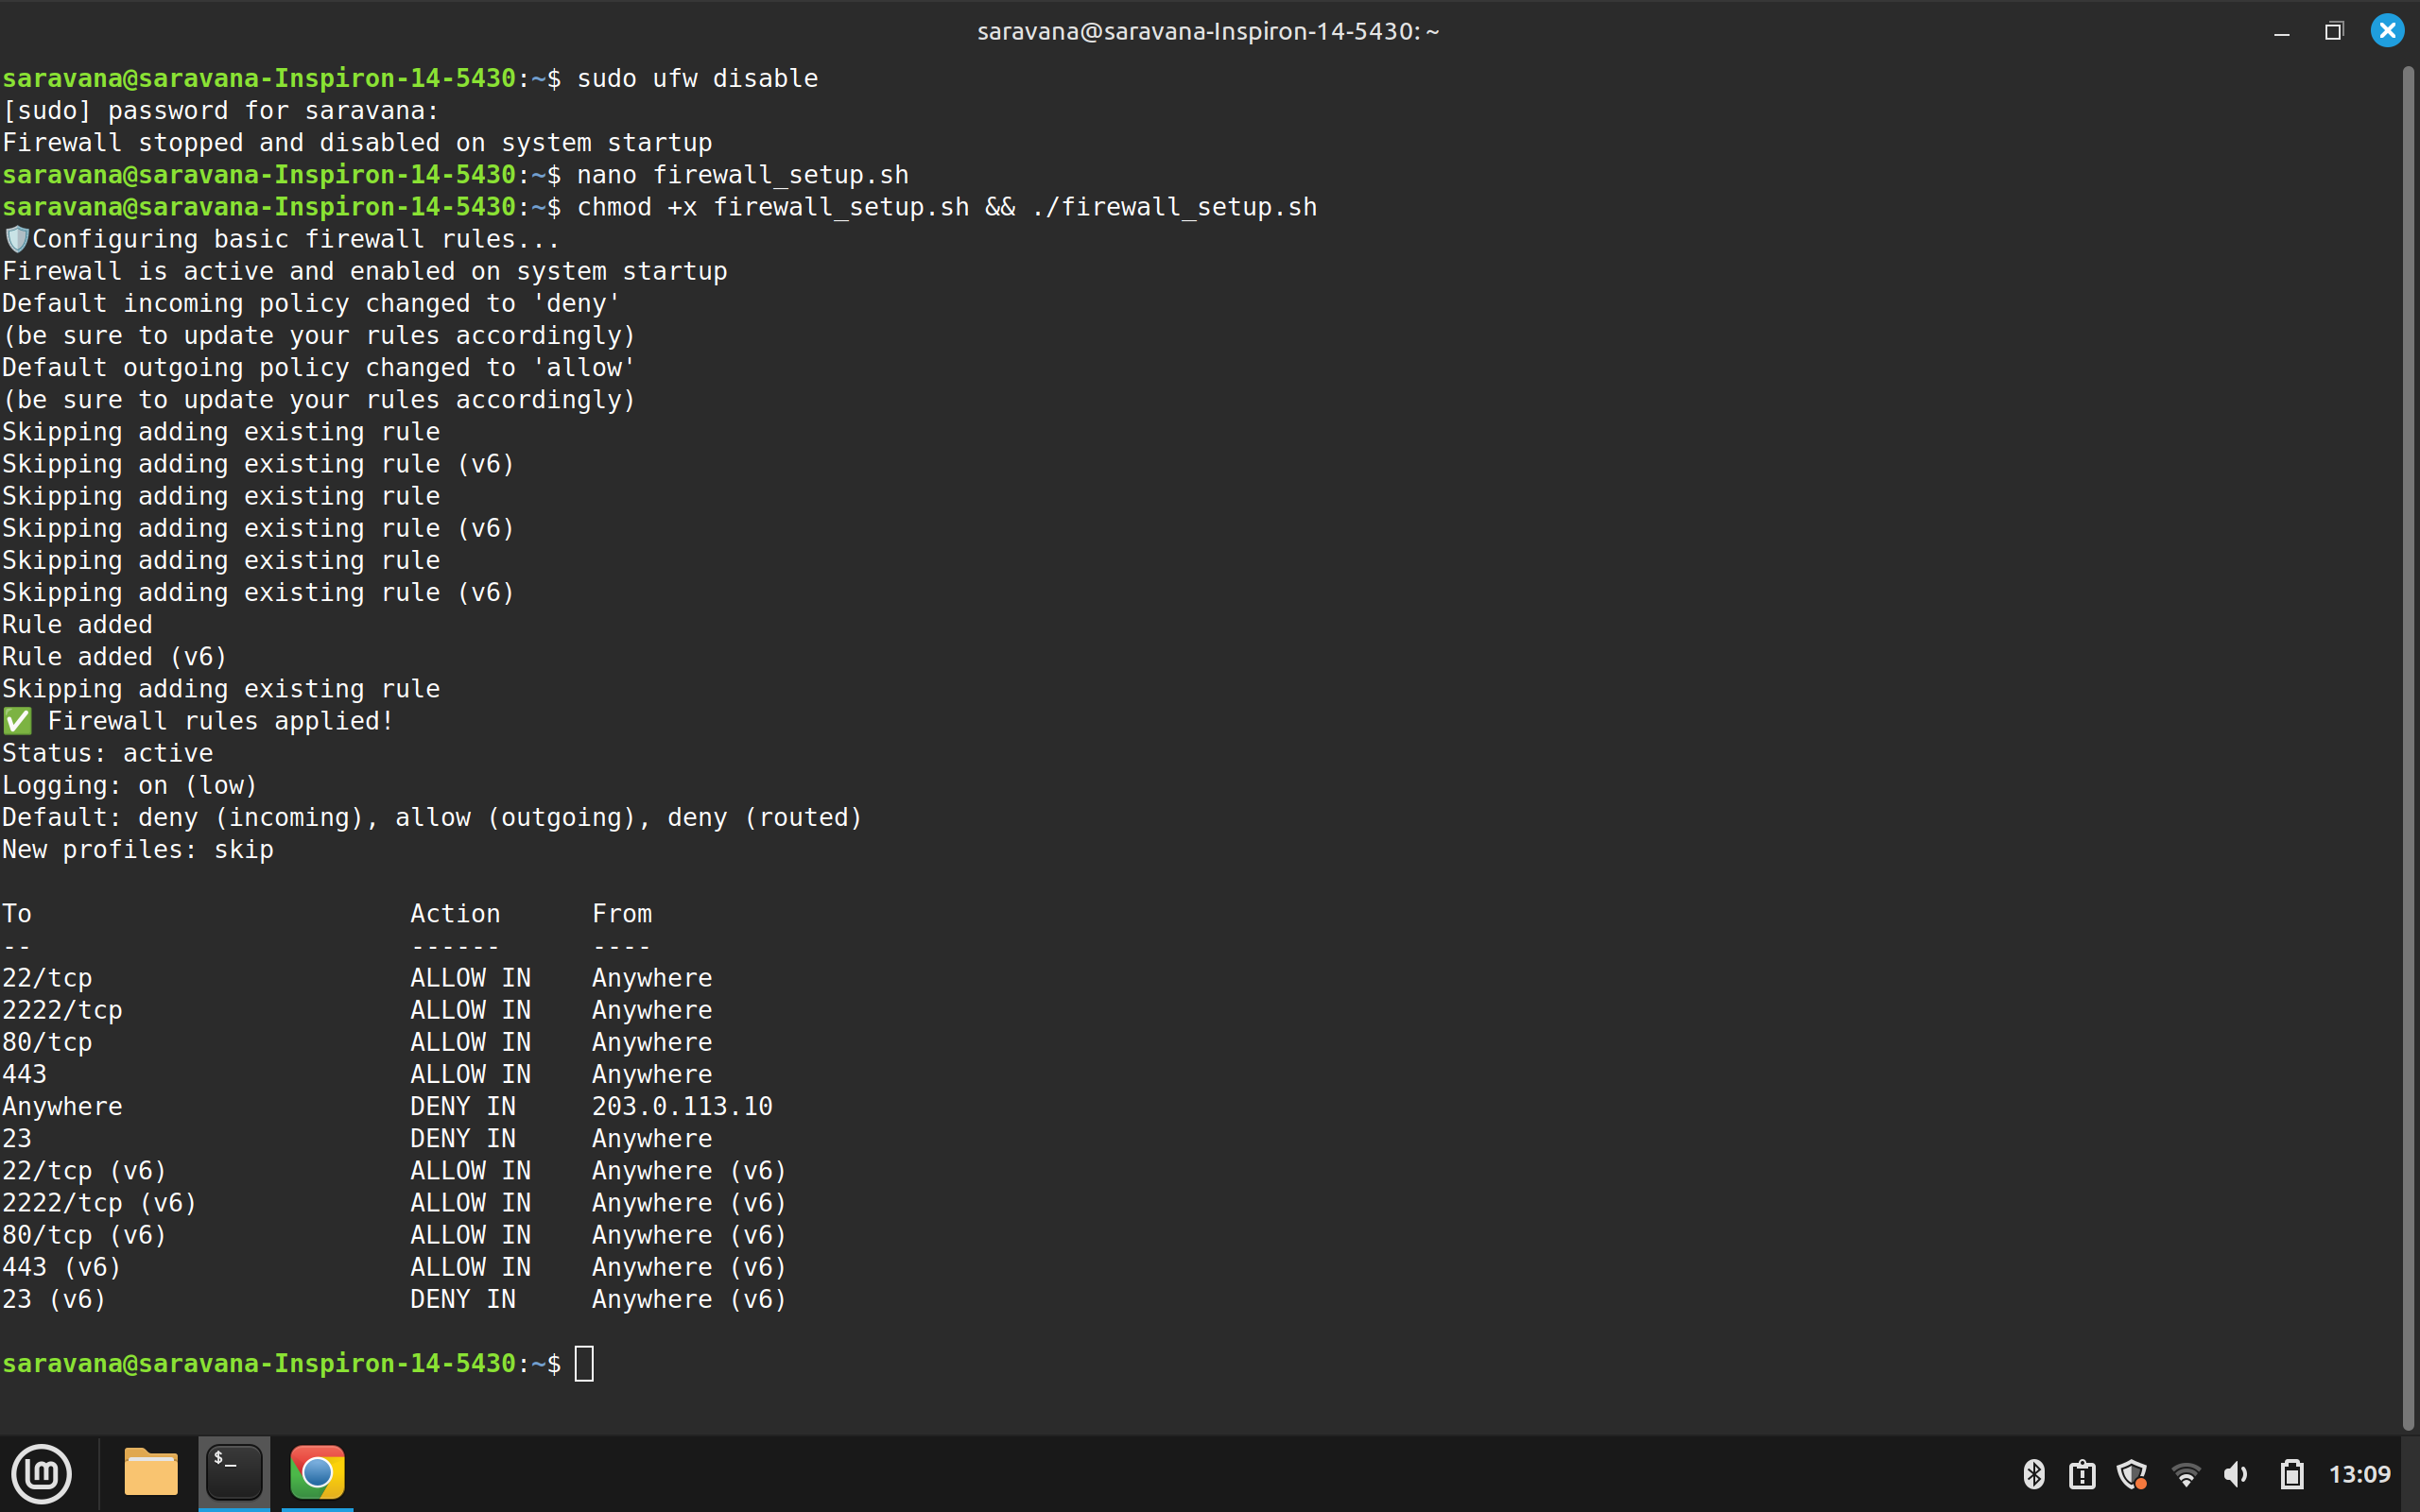 saravana@saravana-Inspiron-14-5430: ~
saravana@saravana-Inspiron-14-5430:~$ sudo ufw disable
[sudo] password for saravana:
Firewall stopped and disabled on system startup
saravana@saravana-Inspiron-14-5430:~$ nano firewall_setup.sh
saravana@saravana-Inspiron-14-5430:~$ chmod +x firewall_setup.sh && ./firewall_setup.sh
🛡️Configuring basic firewall rules...
Firewall is active and enabled on system startup
Default incoming policy changed to 'deny'
(be sure to update your rules accordingly)
Default outgoing policy changed to 'allow'
(be sure to update your rules accordingly)
Skipping adding existing rule
Skipping adding existing rule (v6)
Skipping adding existing rule
Skipping adding existing rule (v6)
Skipping adding existing rule
Skipping adding existing rule (v6)
Rule added
Rule added (v6)
Skipping adding existing rule
✅ Firewall rules applied!
Status: active
Logging: on (low)
Default: deny (incoming), allow (outgoing), deny (routed)
New profiles: skip
To                         Action      From
--                         ------      ----
22/tcp                     ALLOW IN    Anywhere
2222/tcp                   ALLOW IN    Anywhere
80/tcp                     ALLOW IN    Anywhere
443                        ALLOW IN    Anywhere
Anywhere                   DENY IN     203.0.113.10
23                         DENY IN     Anywhere
22/tcp (v6)                ALLOW IN    Anywhere (v6)
2222/tcp (v6)              ALLOW IN    Anywhere (v6)
80/tcp (v6)                ALLOW IN    Anywhere (v6)
443 (v6)                   ALLOW IN    Anywhere (v6)
23 (v6)                    DENY IN     Anywhere (v6)
saravana@saravana-Inspiron-14-5430:~$
$_
13:09